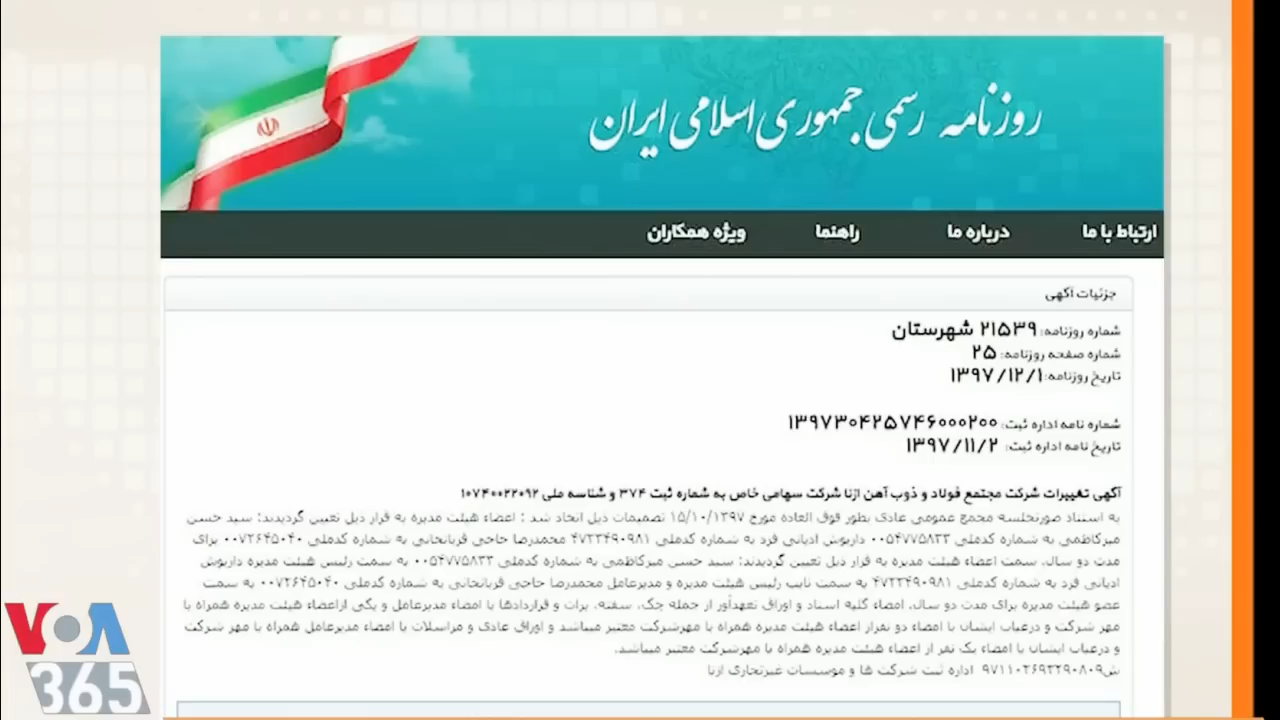 روزنامه رسمی جمهوری اسلامی ایران
ارتباط با ما درباره ما راهنما ویژه همکاران
جزئیات آگهی
شماره روزنامه: ۲۱۵۳۹ شهرستان
شماره صفحه روزنامه: ۲۵
تاریخ روزنامه: ۱۳۹۷/۱۲/۱
شماره نامه اداره ثبت: ۱۳۹۷۳۰۴۲۵۷۴۶۰۰۰۲۰۰
تاریخ نامه اداره ثبت: ۱۳۹۷/۱۱/۲
آگهی تغییرات شرکت مجتمع فولاد و ذوب آهن ازنا شرکت سهامی خاص به شماره ثبت ۳۷۴ و شناسه ملی ۱۰۷۴۰۰۲۲۰۹۲
به استناد صورتجلسه مجمع عمومی عادی بطور فوق العاده مورخ ۱۵/۱۰/۱۳۹۷ تصمیمات ذیل اتخاذ شد : اعضاء هیئت مدیره به قرار ذیل تعیین گردیدند: سید حسن
میرکاظمی به شماره کدملی ۰۰۵۴۷۷۵۸۳۳ داریوش ادیانی فرد به شماره کدملی ۴۷۲۳۴۹۰۹۸۱ محمدرضا حاجی قربانخانی به شماره کدملی ۰۰۷۲۶۴۵۰۴۰ برای
مدت دو سال. سمت اعضاء هیئت مدیره به قرار ذیل تعیین گردیدند: سید حسن میرکاظمی به شماره کدملی ۰۰۵۴۷۷۵۸۳۳ به سمت رئیس هیئت مدیره داریوش
ادیانی فرد به شماره کدملی ۴۷۲۳۴۹۰۹۸۱ به سمت نایب رئیس هیئت مدیره و مدیرعامل محمدرضا حاجی قربانخانی به شماره کدملی ۰۰۷۲۶۴۵۰۴۰ به سمت
عضو هیئت مدیره برای مدت دو سال. امضاء کلیه اسناد و اوراق تعهدآور از جمله چک، سفته، برات و قراردادها با امضاء مدیرعامل و یکی ازاعضاء هیئت مدیره همراه با
مهر شرکت و درغیاب ایشان با امضاء دو نفراز اعضاء هیئت مدیره همراه با مهرشرکت معتبر میباشد و اوراق عادی و مراسلات با امضاء مدیرعامل همراه با مهر شرکت
و درغیاب ایشان با امضاء یک نفر از اعضاء هیئت مدیره همراه با مهرشرکت معتبر میباشد.
ش۹۷۱۱۰۲۶۹۳۲۹۰۸۰۹ اداره ثبت شرکت ها و موسسات غیرتجاری ازنا
VOA
365